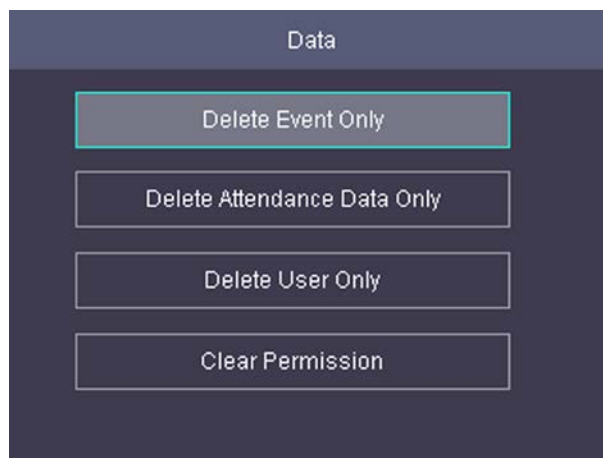 Data
Delete Event Only
Delete Attendance Data Only
Delete User Only
Clear Permission